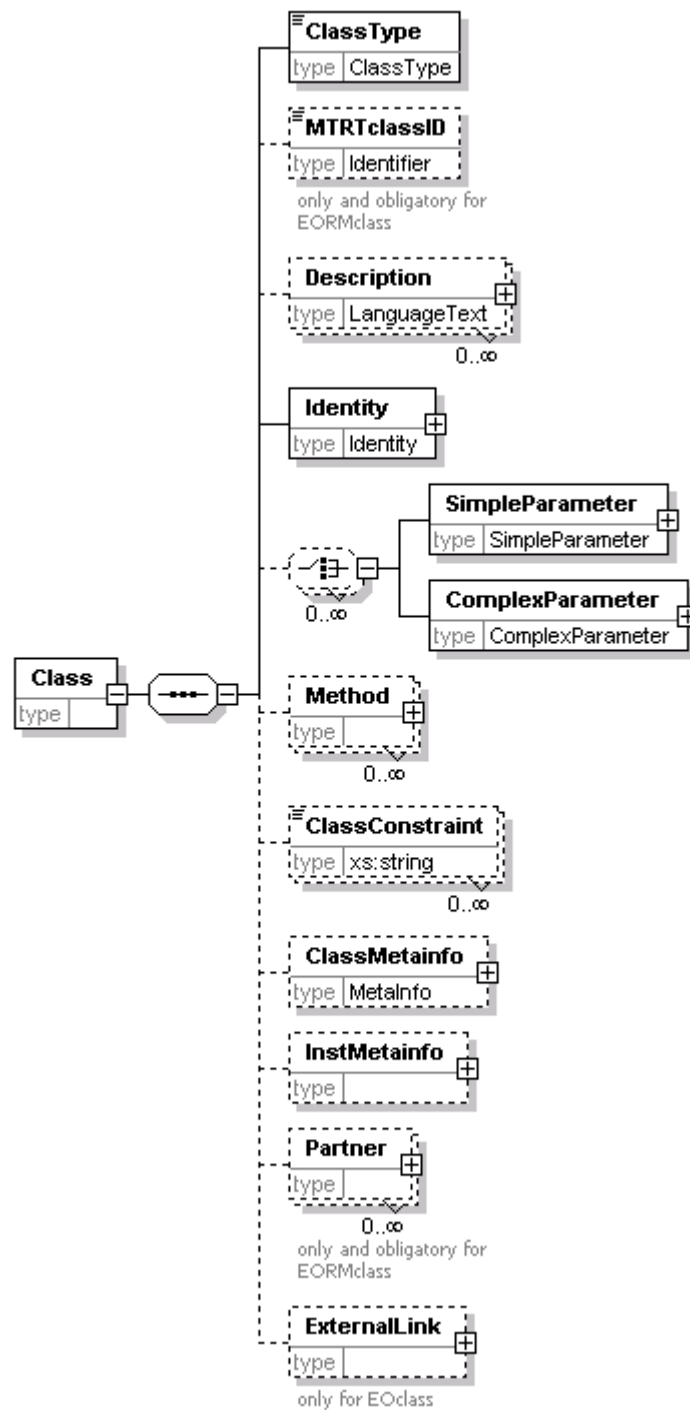 ClassType
type ClassType
MTRTclassID
type Identifier
only and obligatory for
EORMclass
Description
type LanguageText
0..∞
Identity
type Identity
SimpleParameter
type SimpleParameter
0..∞
ComplexParameter
type ComplexParameter
Class
type
Method
type
0..∞
ClassConstraint
type xs:string
0..∞
ClassMetainfo
type MetaInfo
InstMetainfo
type
Partner
type
0..∞
only and obligatory for
EORMclass
ExternalLink
type
only for EOclass